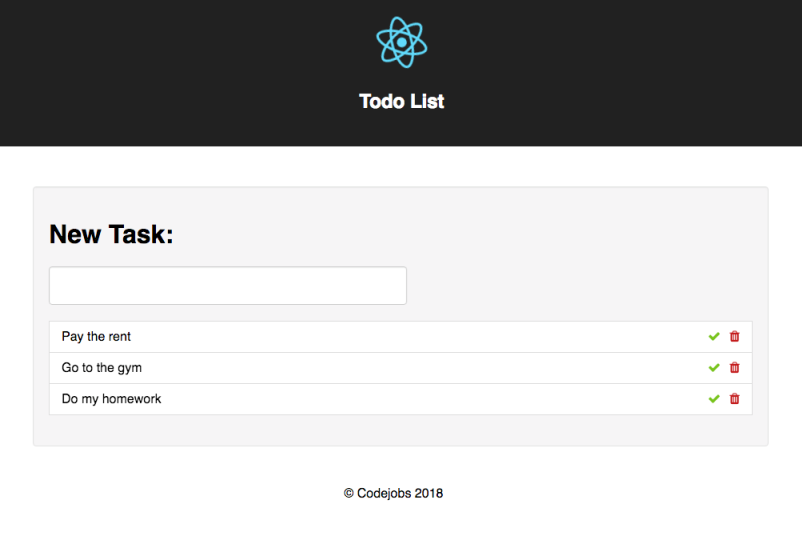 Todo List
New Task:
Pay the rent
Go to the gym
Do my homework
© Codejobs 2018